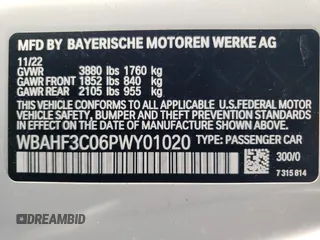 MFD BY BAYERISCHE MOTOREN WERKE AG
11/22
GVWR 3880 lbs 1760 kg
GAWR FRONT 1852 lbs 840 kg
GAWR REAR 2105 lbs 955 kg
THIS VEHICLE CONFORMS TO ALL APPLICABLE U.S. FEDERAL MOTOR VEHICLE
SAFETY, BUMPER AND THEFT PREVENTION STANDARDS
IN EFFECT ON THE DATE OF MANUFACTURE SHOWN ABOVE.
WBAHF3C06PWY01020 TYPE: PASSENGER CAR
300/0
7 315 814
DREAMBID